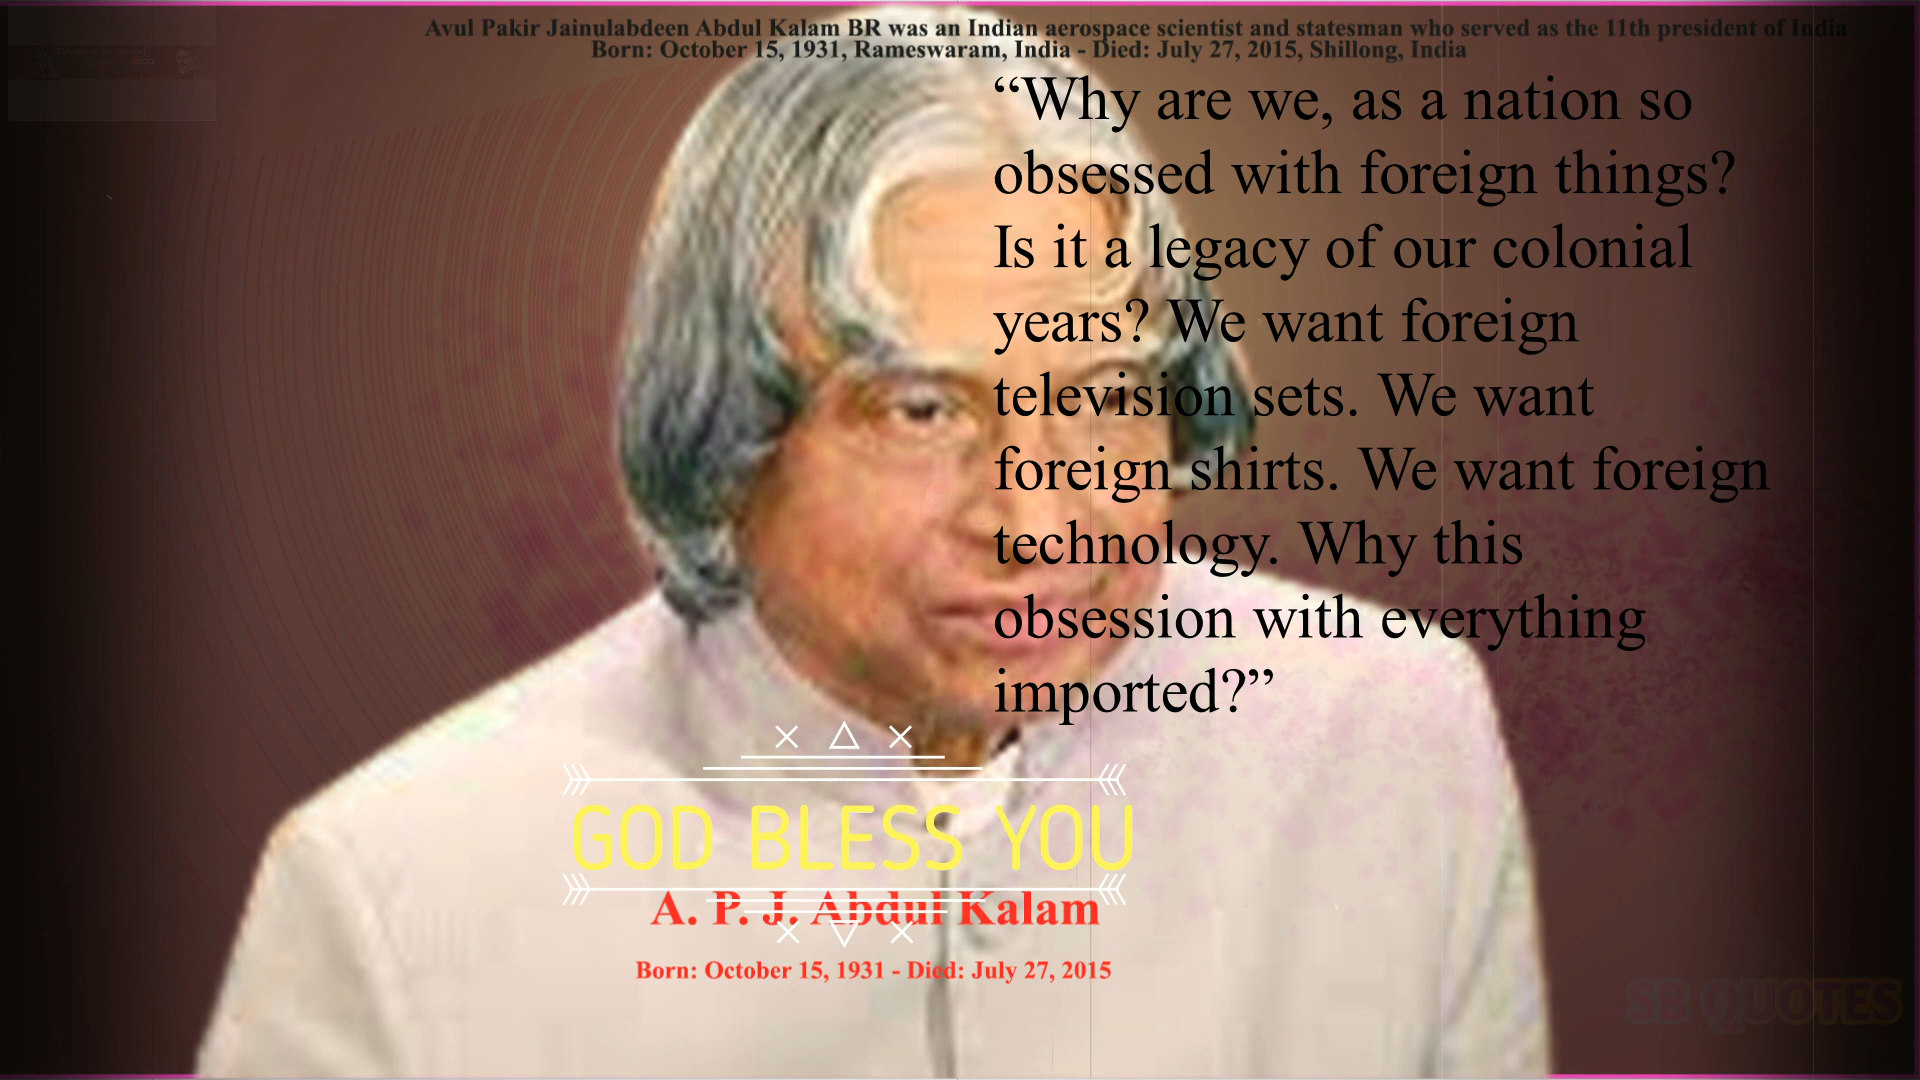 Avul Pakir Jainulabdeen Abdul Kalam BR was an Indian aerospace scientist and statesman who served as the 11th president of India
Born: October 15, 1931, Rameswaram, India - Died: July 27, 2015, Shillong, India
“Why are we, as a nation so
obsessed with foreign things?
Is it a legacy of our colonial
years? We want foreign
television sets. We want
foreign shirts. We want foreign
technology. Why this
obsession with everything
imported?”
GOD BLESS YOU
A. P. J. Abdul Kalam
Born: October 15, 1931 - Died: July 27, 2015
SB QUOTES